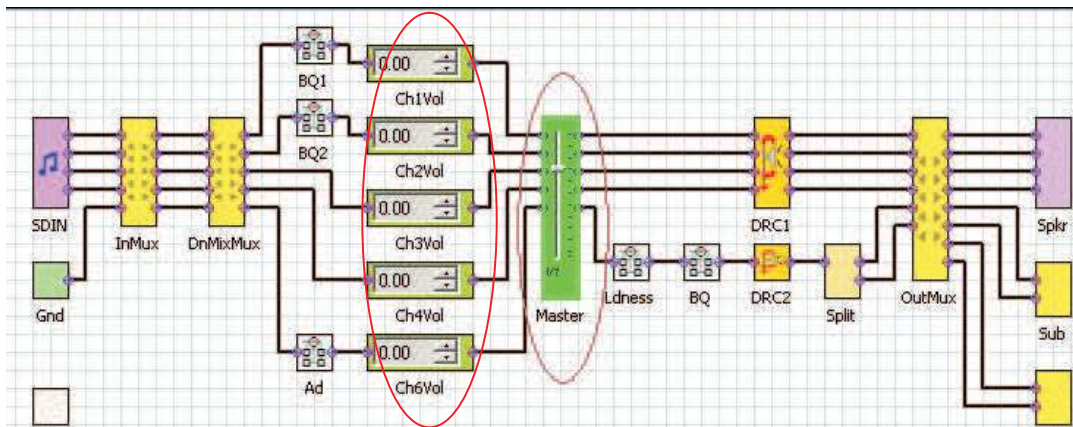 BQ1
0.00
Ch1Vol
BQ2
0.00
Ch2Vol
SDIN
InMux
DnMixMux
0.00
Ch3Vol
DRC1
Spkr
Gnd
0.00
Ch4Vol
Master
Ldness
BQ
DRC2
Split
OutMux
Sub
Ad
0.00
Ch6Vol